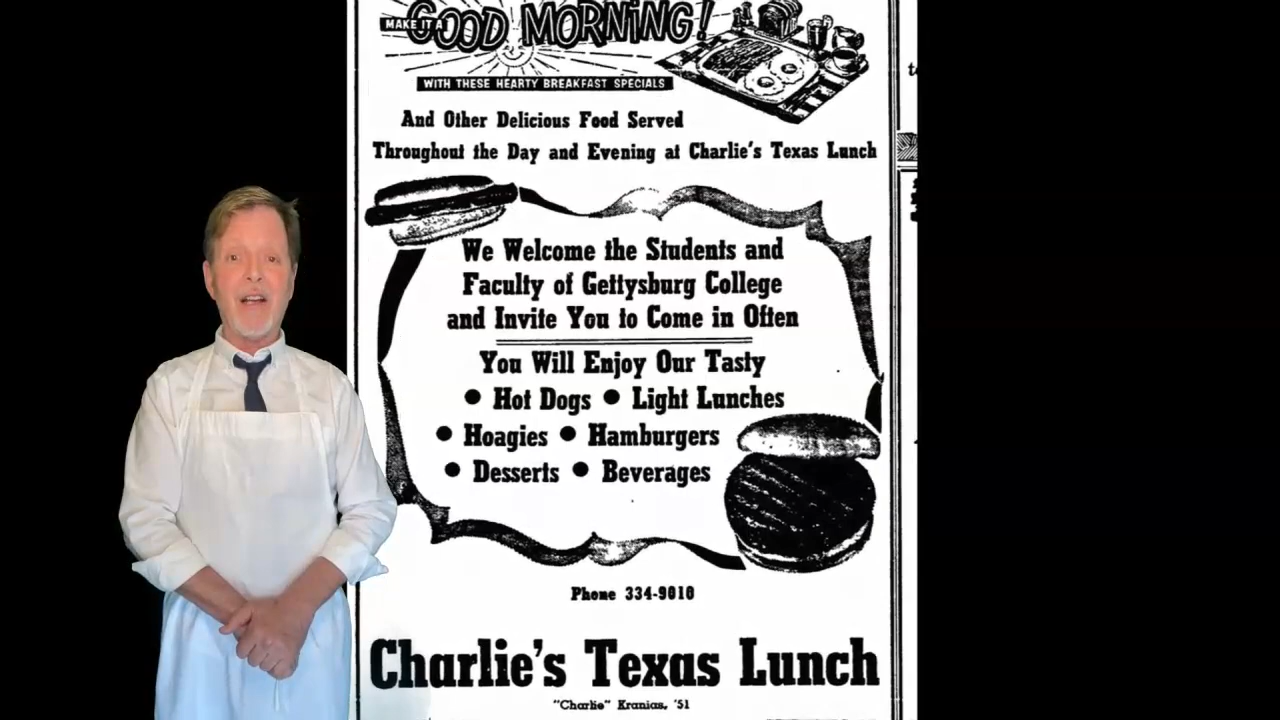 MAKE IT A GOOD MORNING!
WITH THESE HEARTY BREAKFAST SPECIALS
And Other Delicious Food Served
Throughout the Day and Evening at Charlie's Texas Lunch
We Welcome the Students and
Faculty of Gettysburg College
and Invite You to Come in Often
You Will Enjoy Our Tasty
● Hot Dogs ● Light Lunches
● Hoagies ● Hamburgers
● Desserts ● Beverages
Phone 334-9010
Charlie's Texas Lunch
"Charlie" Kranias, '51